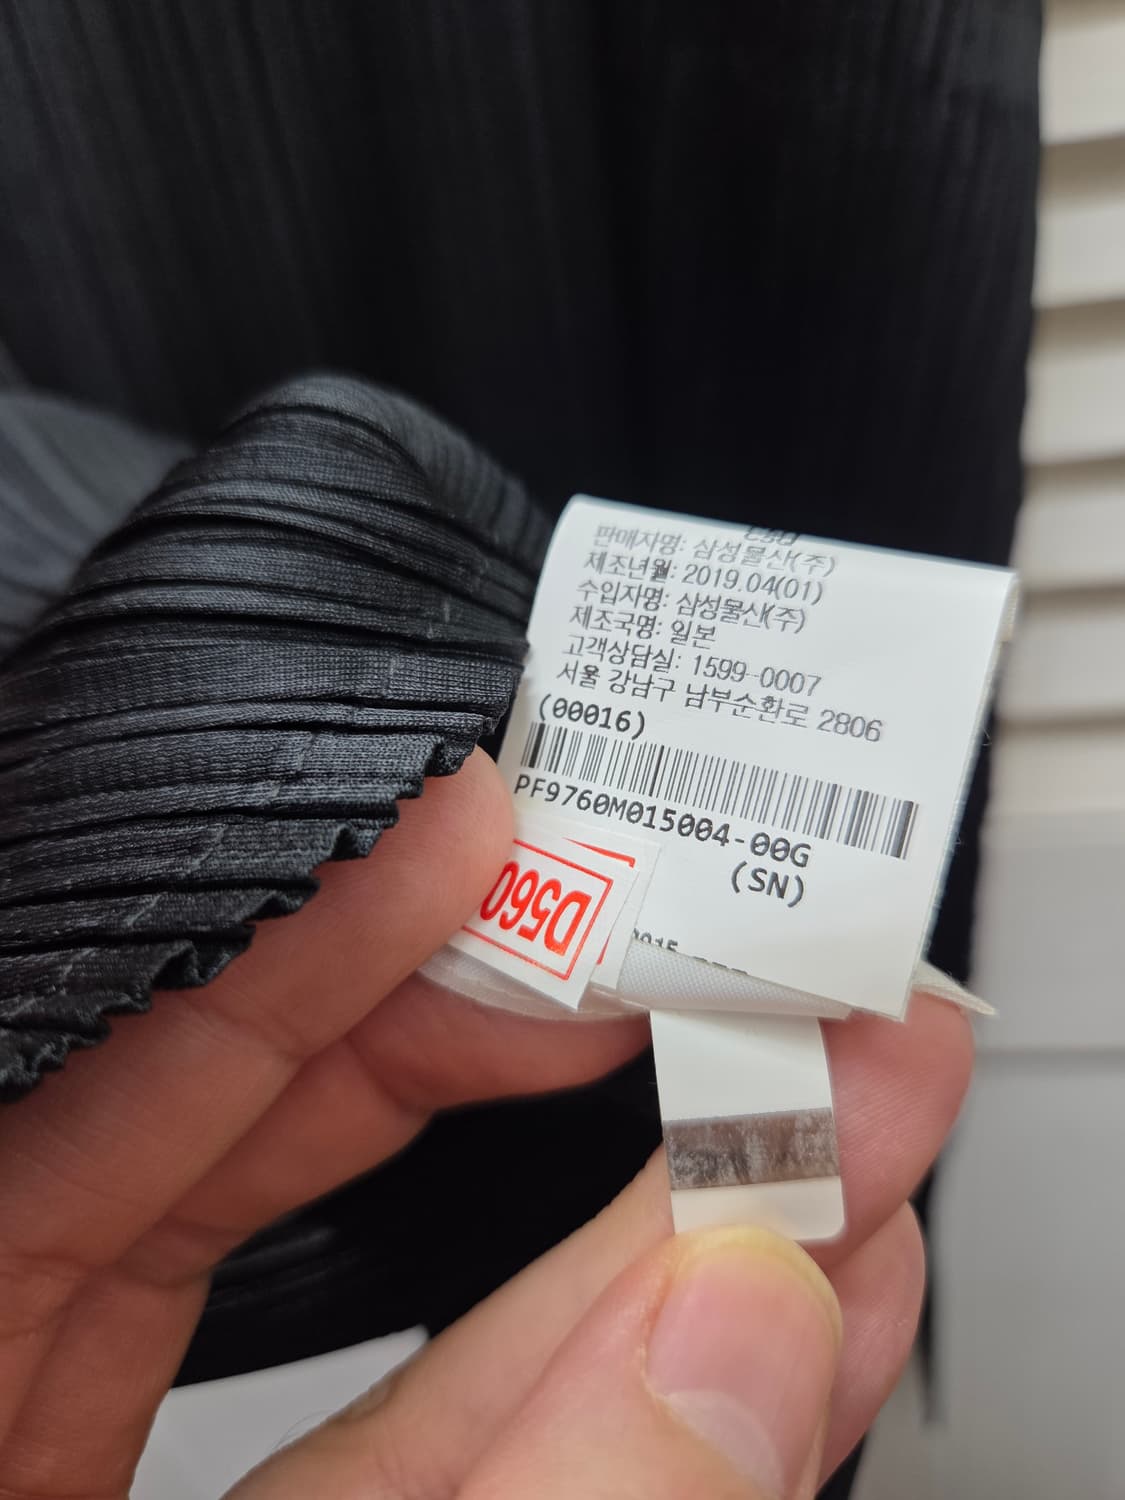 판매자명: 삼성물산(주)
제조년월: 2019.04(01)
수입자명: 삼성물산(주)
제조국명: 일본
고객상담실: 1599-0007
서울 강남구 남부순환로 2806
(00016)
PF9760M015004-00G
(SN)
D560